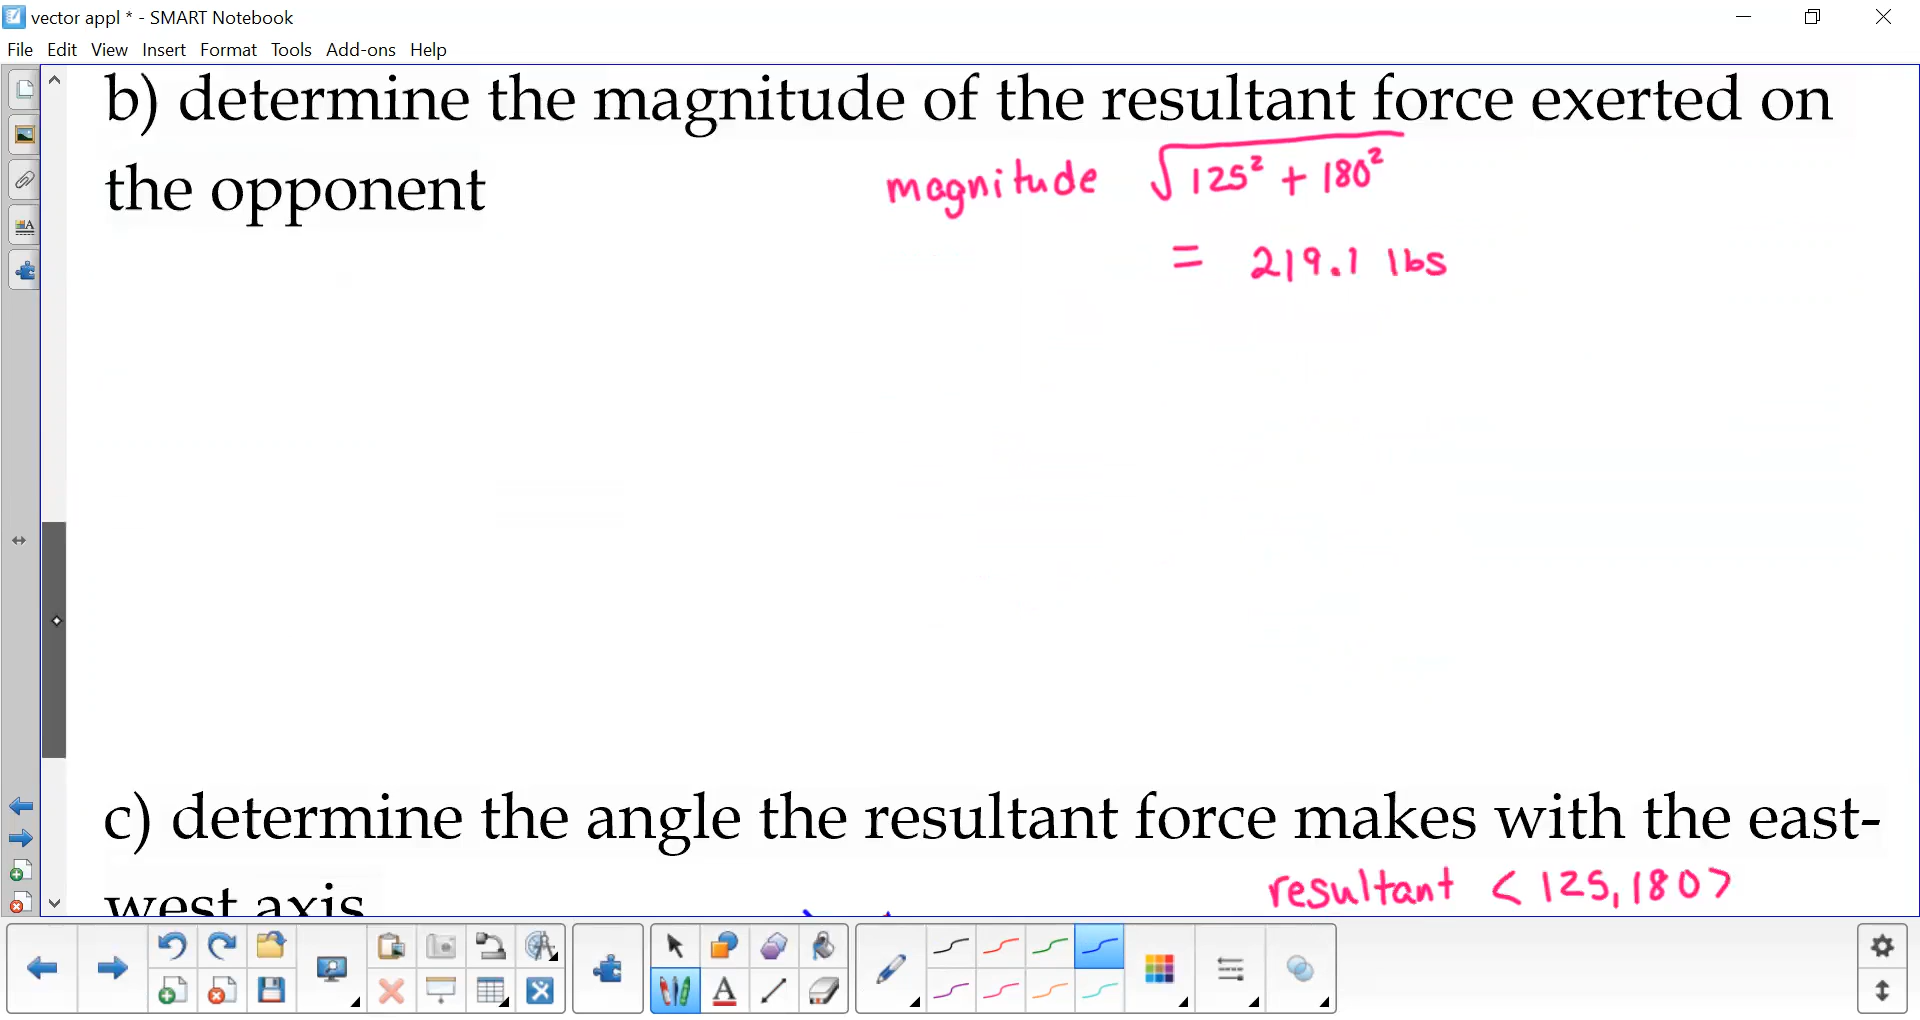 vector appl * - SMART Notebook
File Edit View Insert Format Tools Add-ons Help
b) determine the magnitude of the resultant force exerted on
the opponent
magnitude √125² + 180²
= 219.1 lbs
c) determine the angle the resultant force makes with the east-
west axis
resultant < 125, 180 >